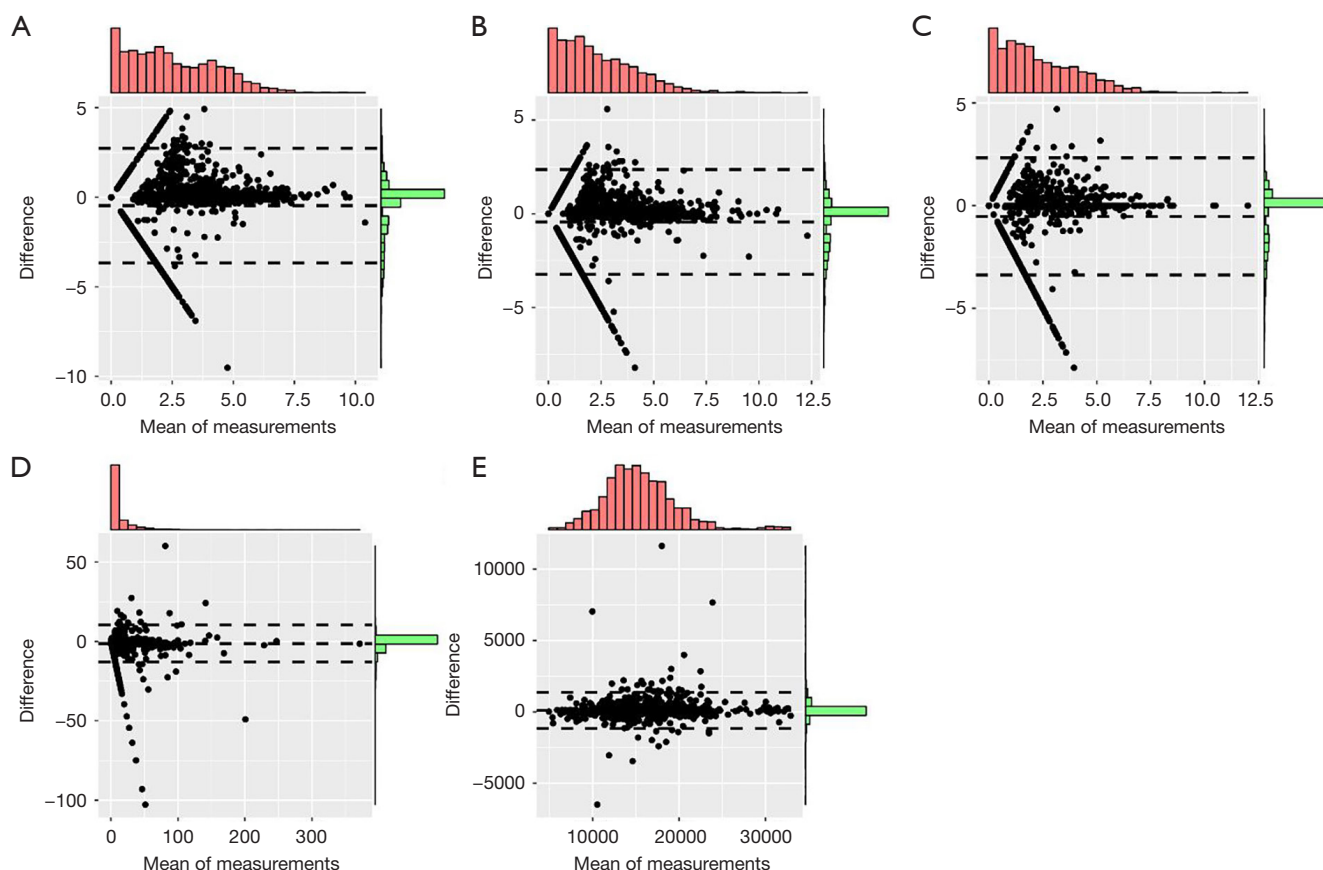 A
B
C
5
0
−5
−10
Difference
0.0 2.5 5.0 7.5 10.0
Mean of measurements
5
0
−5
Difference
0.0 2.5 5.0 7.5 10.0 12.5
Mean of measurements
5
0
−5
Difference
0.0 2.5 5.0 7.5 10.0 12.5
Mean of measurements
D
E
50
0
−50
−100
Difference
0 100 200 300
Mean of measurements
10000
5000
0
−5000
Difference
10000 20000 30000
Mean of measurements